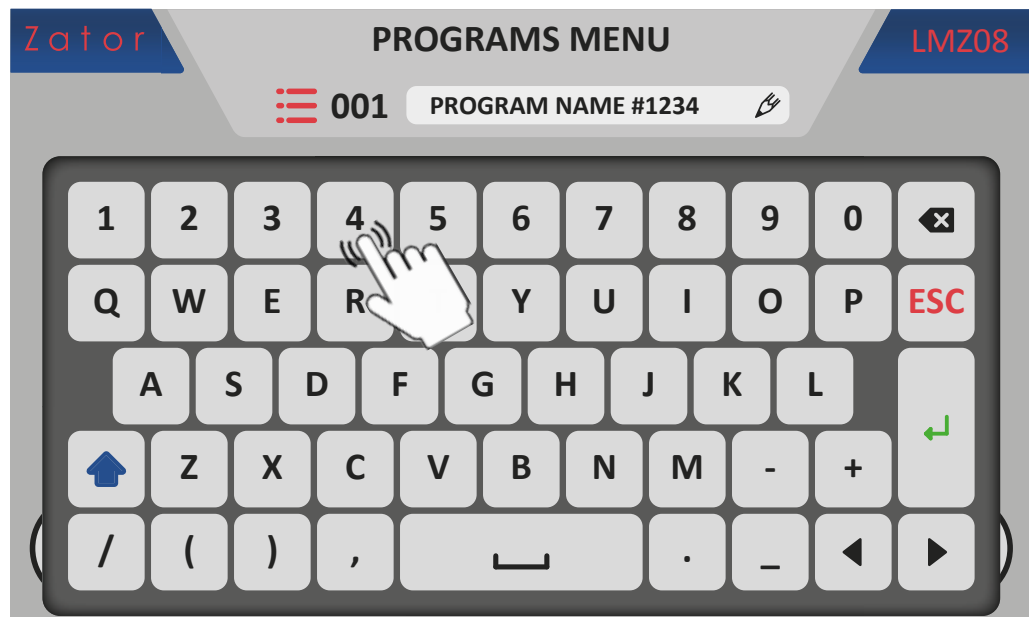 Zator PROGRAMS MENU LMZ08
001 PROGRAM NAME #1234
1 2 3 4 5 6 7 8 9 0
Q W E R Y U I O P ESC
A S D F G H J K L
Z X C V B N M - +
/ ( ) , . _